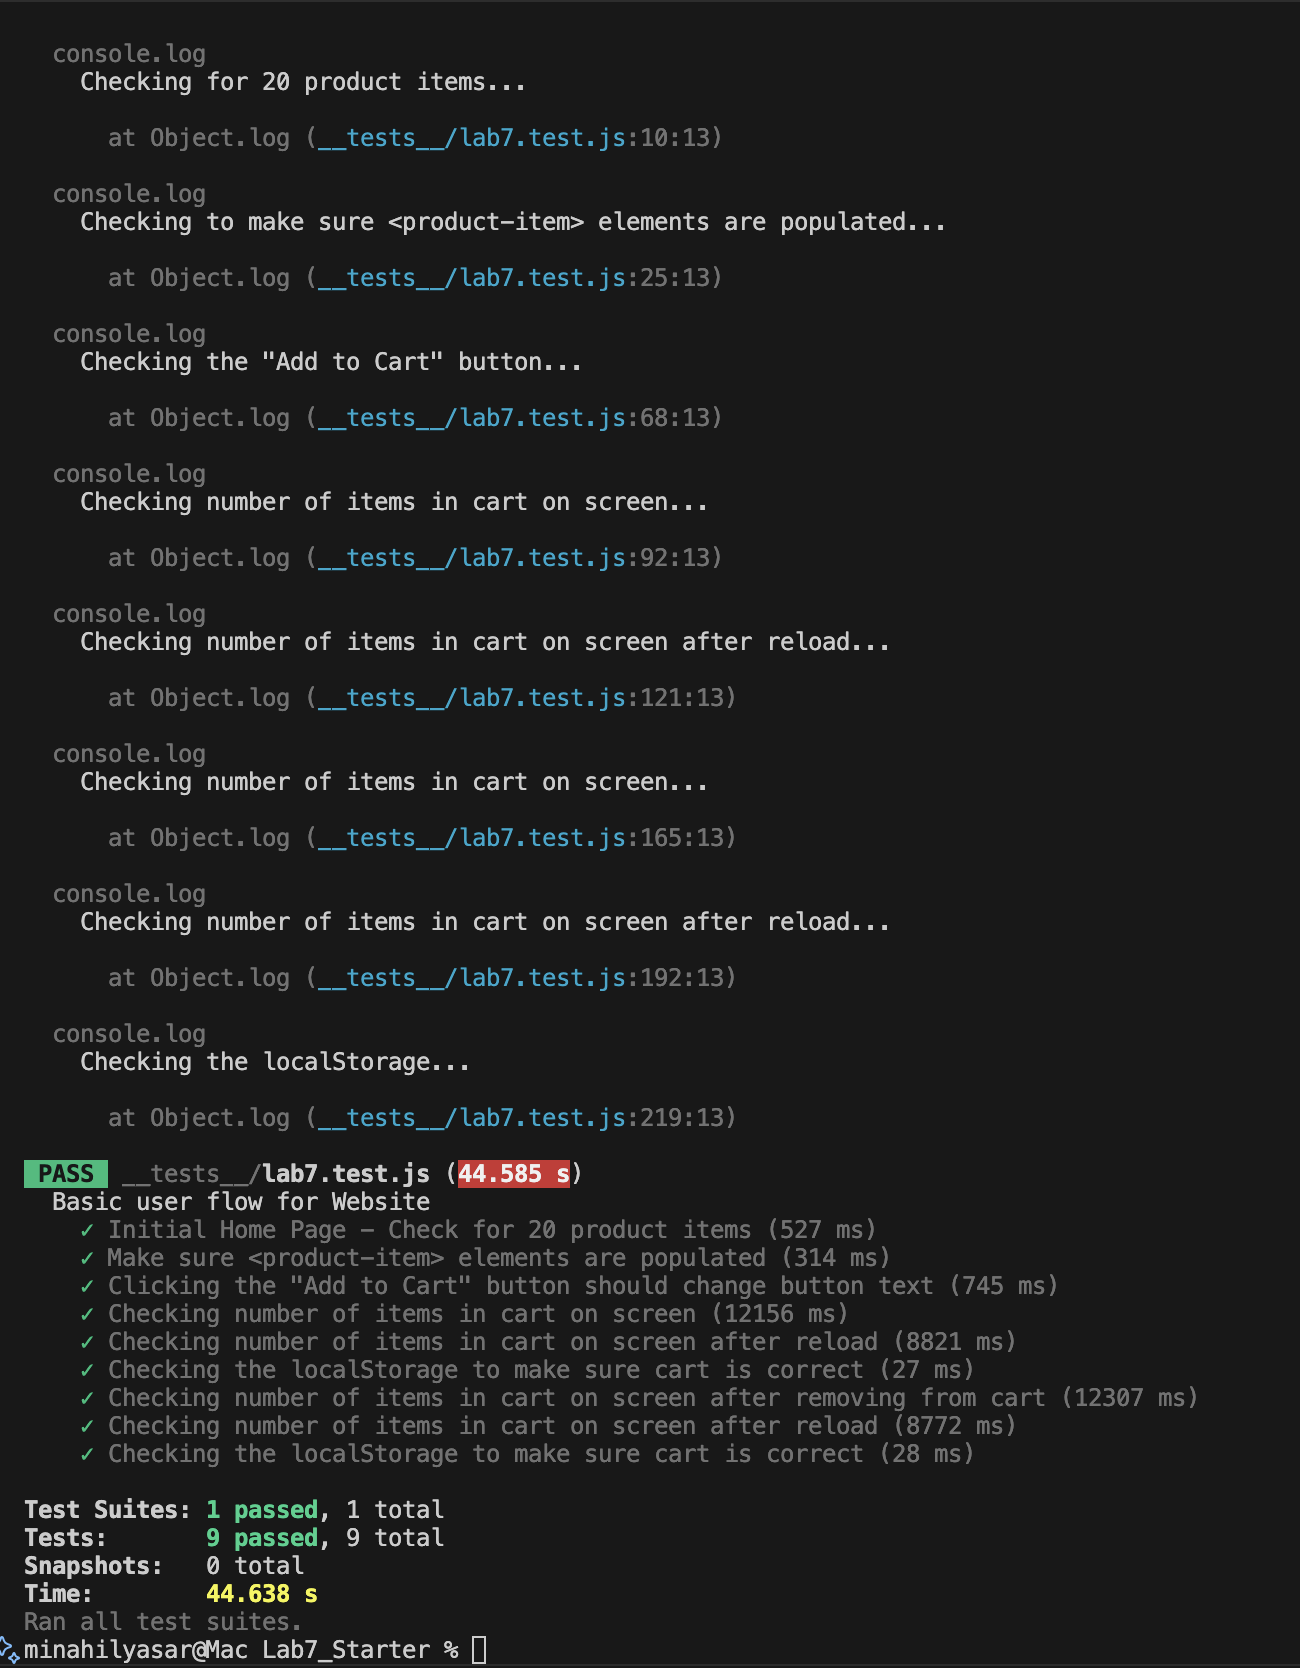 console.log
Checking for 20 product items...
at Object.log (__tests__/lab7.test.js:10:13)
console.log
Checking to make sure <product-item> elements are populated...
at Object.log (__tests__/lab7.test.js:25:13)
console.log
Checking the "Add to Cart" button...
at Object.log (__tests__/lab7.test.js:68:13)
console.log
Checking number of items in cart on screen...
at Object.log (__tests__/lab7.test.js:92:13)
console.log
Checking number of items in cart on screen after reload...
at Object.log (__tests__/lab7.test.js:121:13)
console.log
Checking number of items in cart on screen...
at Object.log (__tests__/lab7.test.js:165:13)
console.log
Checking number of items in cart on screen after reload...
at Object.log (__tests__/lab7.test.js:192:13)
console.log
Checking the localStorage...
at Object.log (__tests__/lab7.test.js:219:13)
PASS __tests__/lab7.test.js (44.585 s)
Basic user flow for Website
✓ Initial Home Page – Check for 20 product items (527 ms)
✓ Make sure <product-item> elements are populated (314 ms)
✓ Clicking the "Add to Cart" button should change button text (745 ms)
✓ Checking number of items in cart on screen (12156 ms)
✓ Checking number of items in cart on screen after reload (8821 ms)
✓ Checking the localStorage to make sure cart is correct (27 ms)
✓ Checking number of items in cart on screen after removing from cart (12307 ms)
✓ Checking number of items in cart on screen after reload (8772 ms)
✓ Checking the localStorage to make sure cart is correct (28 ms)
Test Suites: 1 passed, 1 total
Tests: 9 passed, 9 total
Snapshots: 0 total
Time: 44.638 s
Ran all test suites.
minahilyasar@Mac Lab7_Starter %